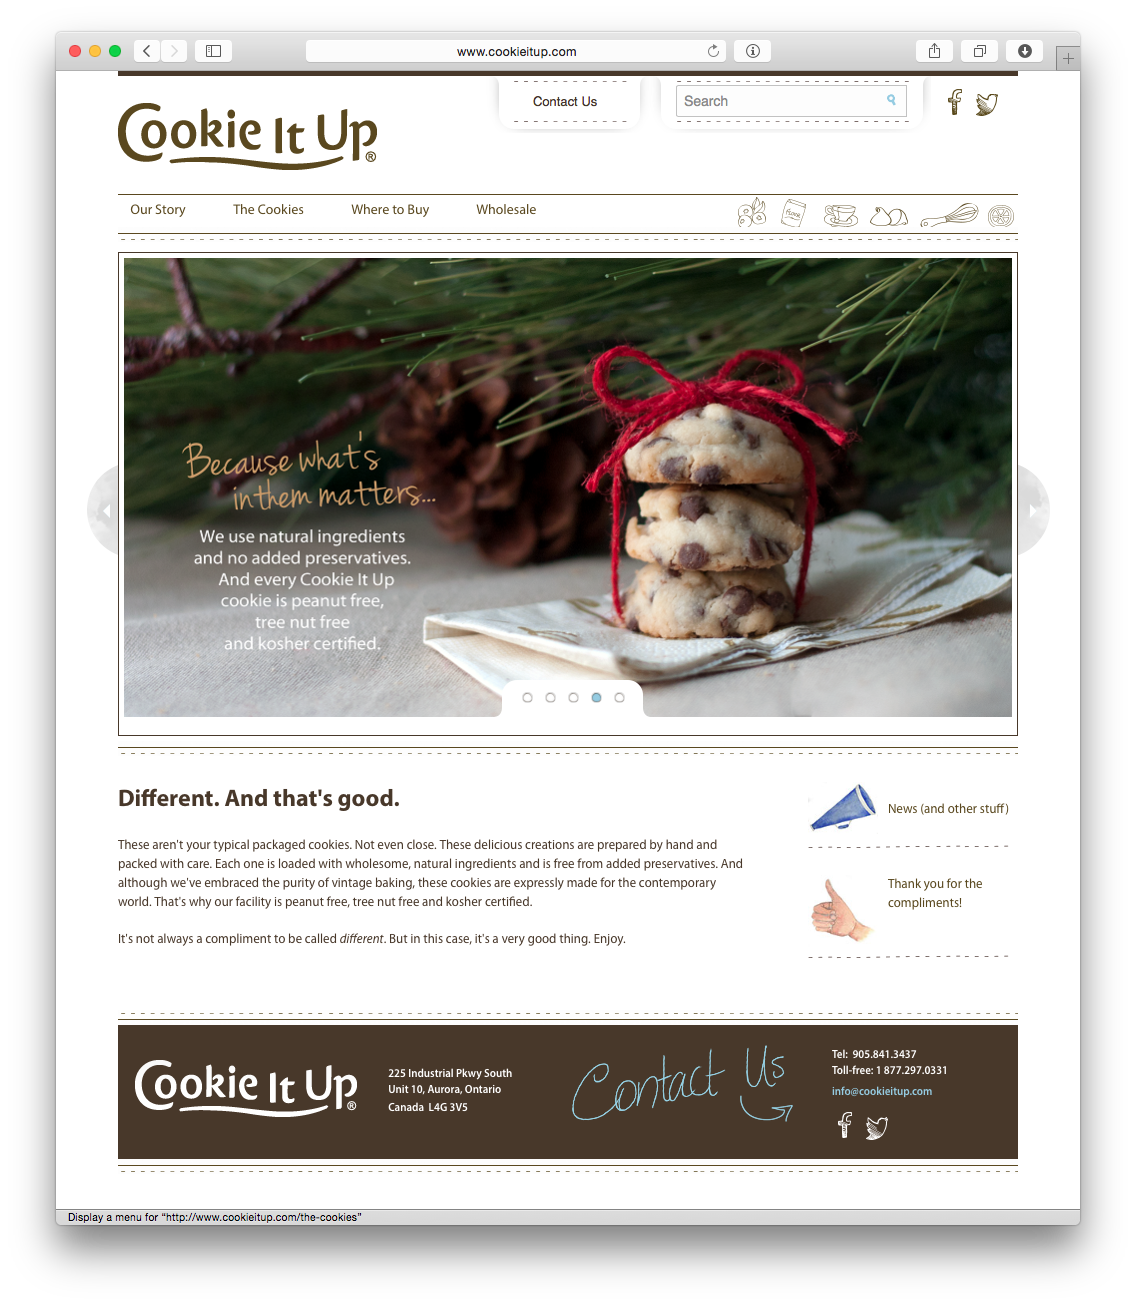 www.cookieitup.com
Contact Us
Search
Cookie It Up®
Our Story The Cookies Where to Buy Wholesale
FLOUR
Because what's
in them matters...
We use natural ingredients
and no added preservatives.
And every Cookie It Up
cookie is peanut free,
tree nut free
and kosher certified.
Different. And that's good.
These aren't your typical packaged cookies. Not even close. These delicious creations are prepared by hand and
packed with care. Each one is loaded with wholesome, natural ingredients and is free from added preservatives. And
although we've embraced the purity of vintage baking, these cookies are expressly made for the contemporary
world. That's why our facility is peanut free, tree nut free and kosher certified.
It's not always a compliment to be called different. But in this case, it's a very good thing. Enjoy.
News (and other stuff)
Thank you for the
compliments!
Cookie It Up®
225 Industrial Pkwy South
Unit 10, Aurora, Ontario
Canada L4G 3V5
Contact Us
Tel: 905.841.3437
Toll-free: 1 877.297.0331
info@cookieitup.com
Display a menu for “http://www.cookieitup.com/the-cookies”